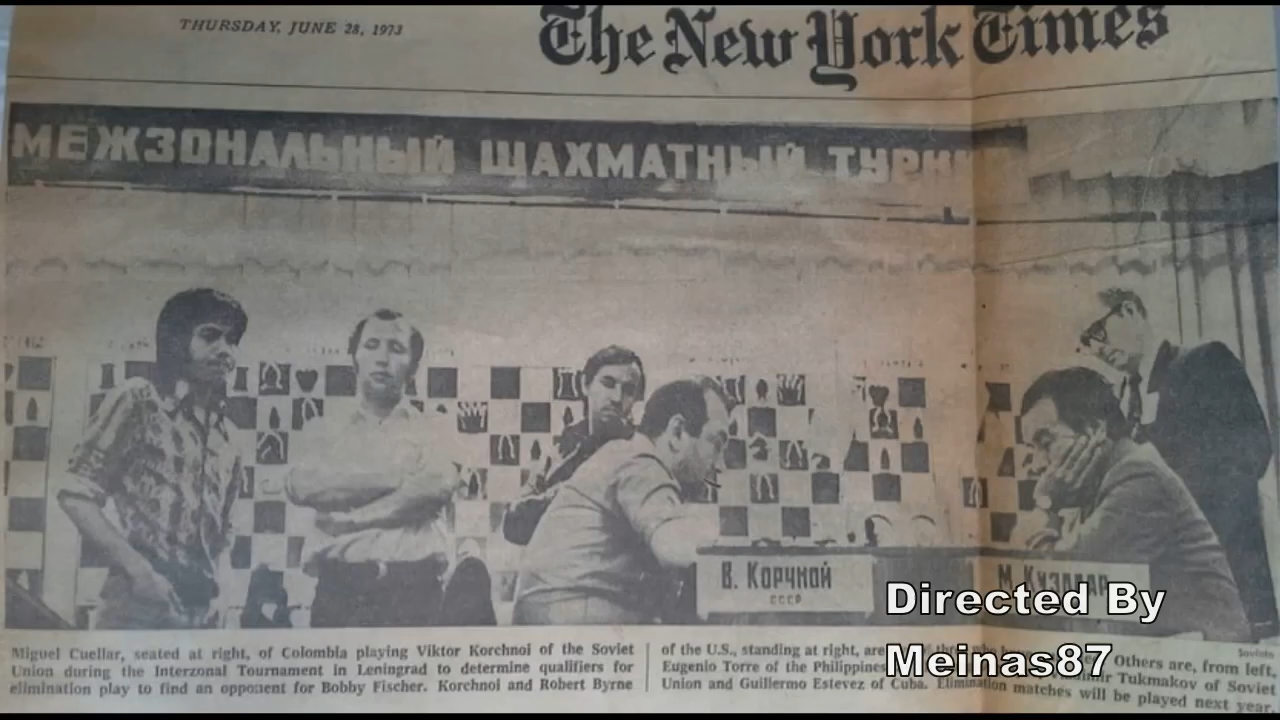 THURSDAY, JUNE 28, 1973
The New York Times
МЕЖЗОНАЛЬНЫЙ ШАХМАТНЫЙ ТУРНИР
В. КОРЧНОЙ
СССР
М. КУЭЛЛАР
Sovfoto
Miguel Cuellar, seated at right, of Colombia playing Viktor Korchnoi of the Soviet
Union during the Interzonal Tournament in Leningrad to determine qualifiers for
elimination play to find an opponent for Bobby Fischer. Korchnoi and Robert Byrne
of the U.S., standing at right, are Others are, from left,
Eugenio Torre of the Philippines Tukmakov of Soviet
Union and Guillermo Estevez of Cuba. Elimination matches will be played next year.
Directed By
Meinas87